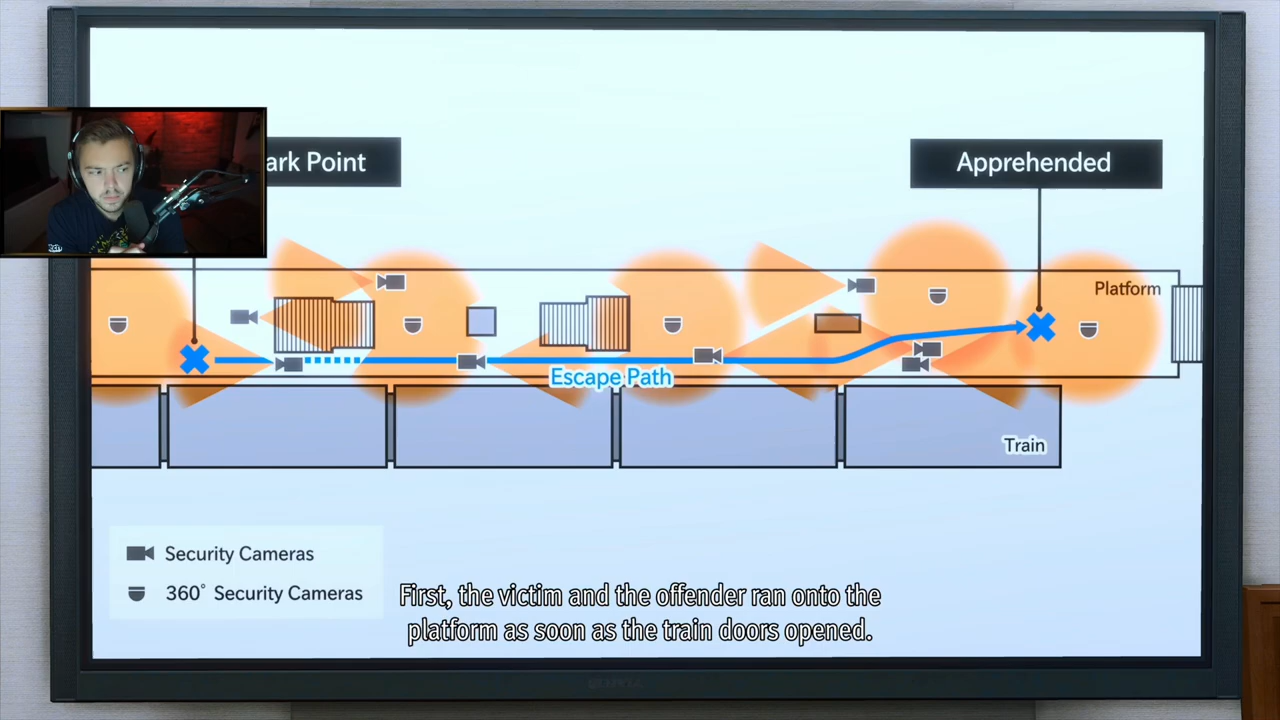 ark Point
Apprehended
Platform
Escape Path
Train
Security Cameras
360° Security Cameras
First, the victim and the offender ran onto the
platform as soon as the train doors opened.